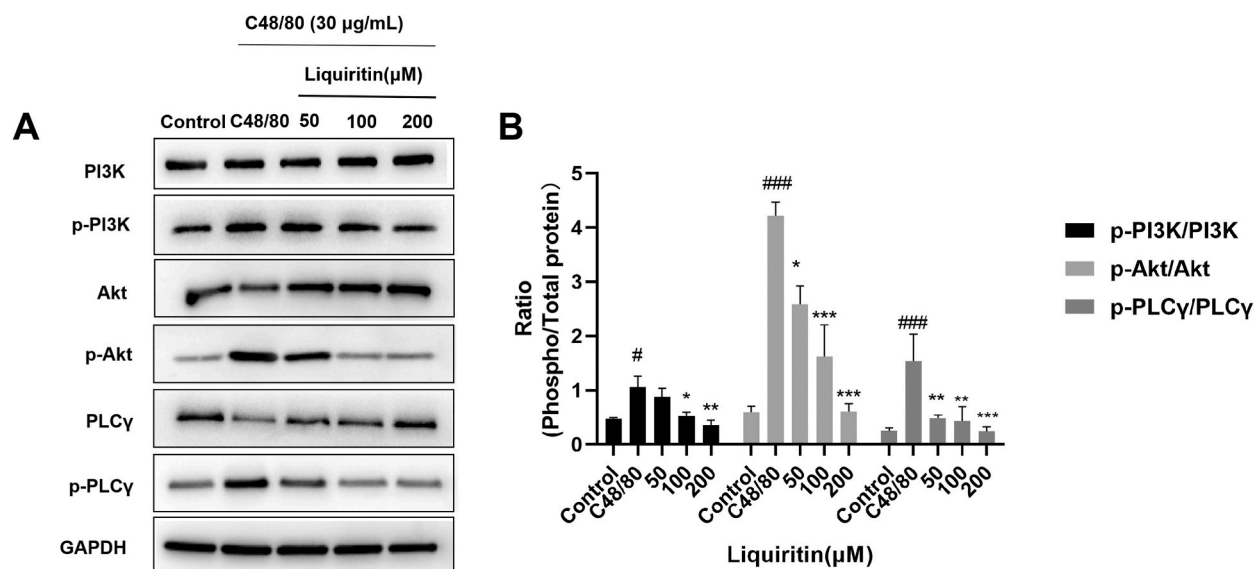 C48/80 (30 µg/mL)
Liquiritin(µM)
A
Control C48/80 50 100 200
PI3K
p-PI3K
Akt
p-Akt
PLCγ
p-PLCγ
GAPDH
B
Ratio
(Phospho/Total protein)
5
4
3
2
1
0
#
*
**
###
*
***
***
###
**
**
***
Control C48/80 50 100 200
Control C48/80 50 100 200
Control C48/80 50 100 200
Liquiritin(µM)
p-PI3K/PI3K
p-Akt/Akt
p-PLCγ/PLCγ